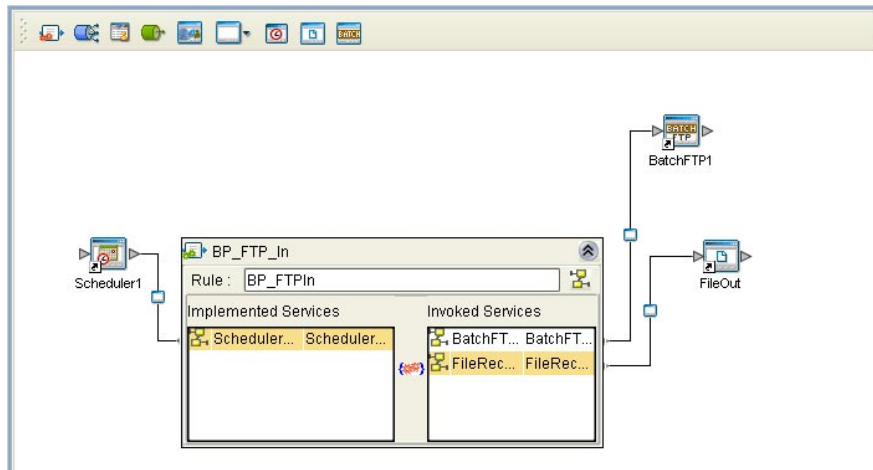 BATCH
BATCH
FTP
BatchFTP1
BP_FTP_In
Scheduler1
Rule : BP_FTPIn
FileOut
Implemented Services Invoked Services
Scheduler... Scheduler... BatchFT... BatchFT...
FileRec... FileRec...